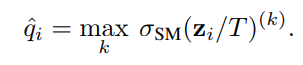 q̂ᵢ = max σ_SM(𝐳ᵢ/T)⁽ᵏ⁾.
k